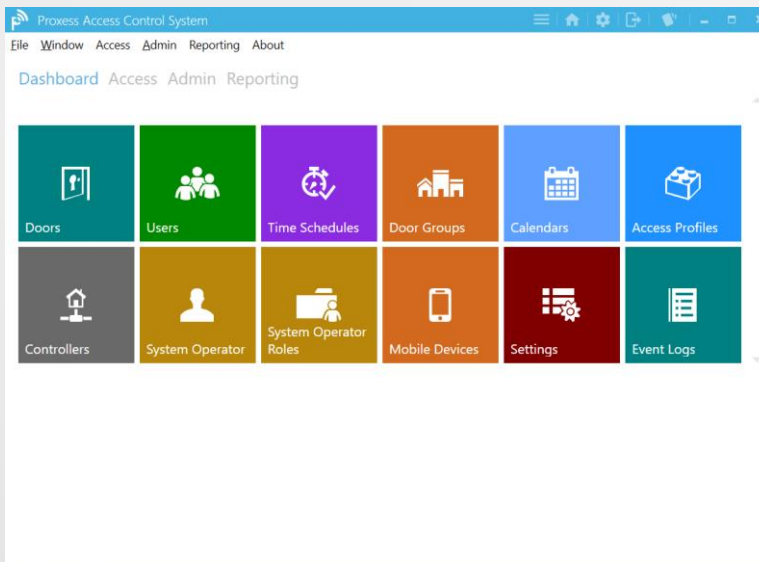 Proxess Access Control System
File Window Access Admin Reporting About
Dashboard Access Admin Reporting
Doors
Users
Time Schedules
Door Groups
Calendars
Access Profiles
Controllers
System Operator
System Operator
Roles
Mobile Devices
Settings
Event Logs